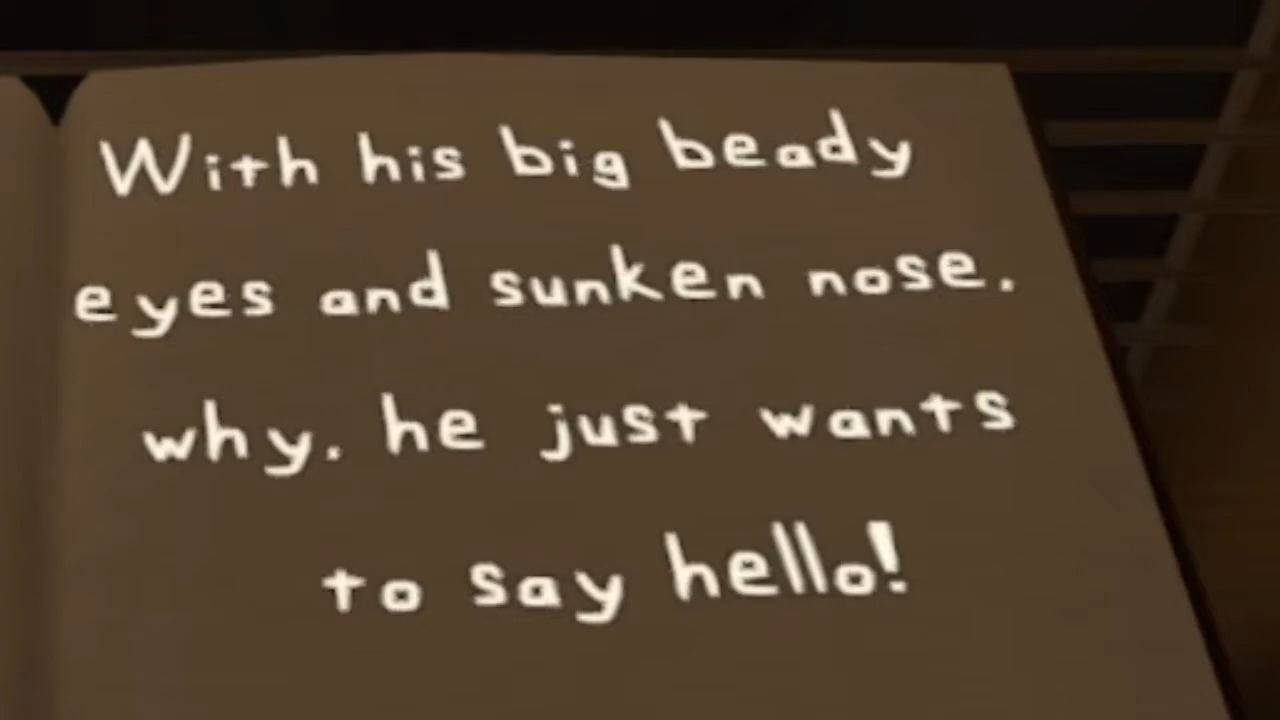 With his big beady
eyes and sunken nose.
why. he just wants
to say hello!